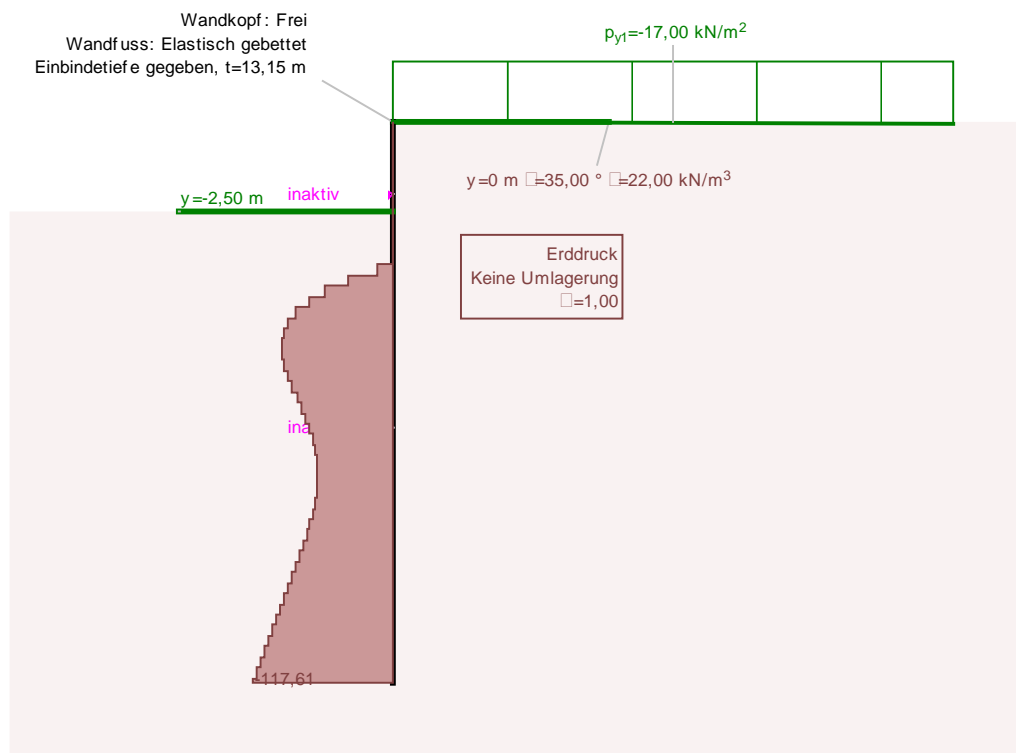 Wandkopf: Frei
Wandfuss: Elastisch gebettet
Einbindetiefe gegeben, t=13,15 m
py1=-17,00 kN/m2
y=0 m □=35,00 ° □=22,00 kN/m3
y=-2,50 m
inaktiv
Erddruck
Keine Umlagerung
□=1,00
ina
-117,61